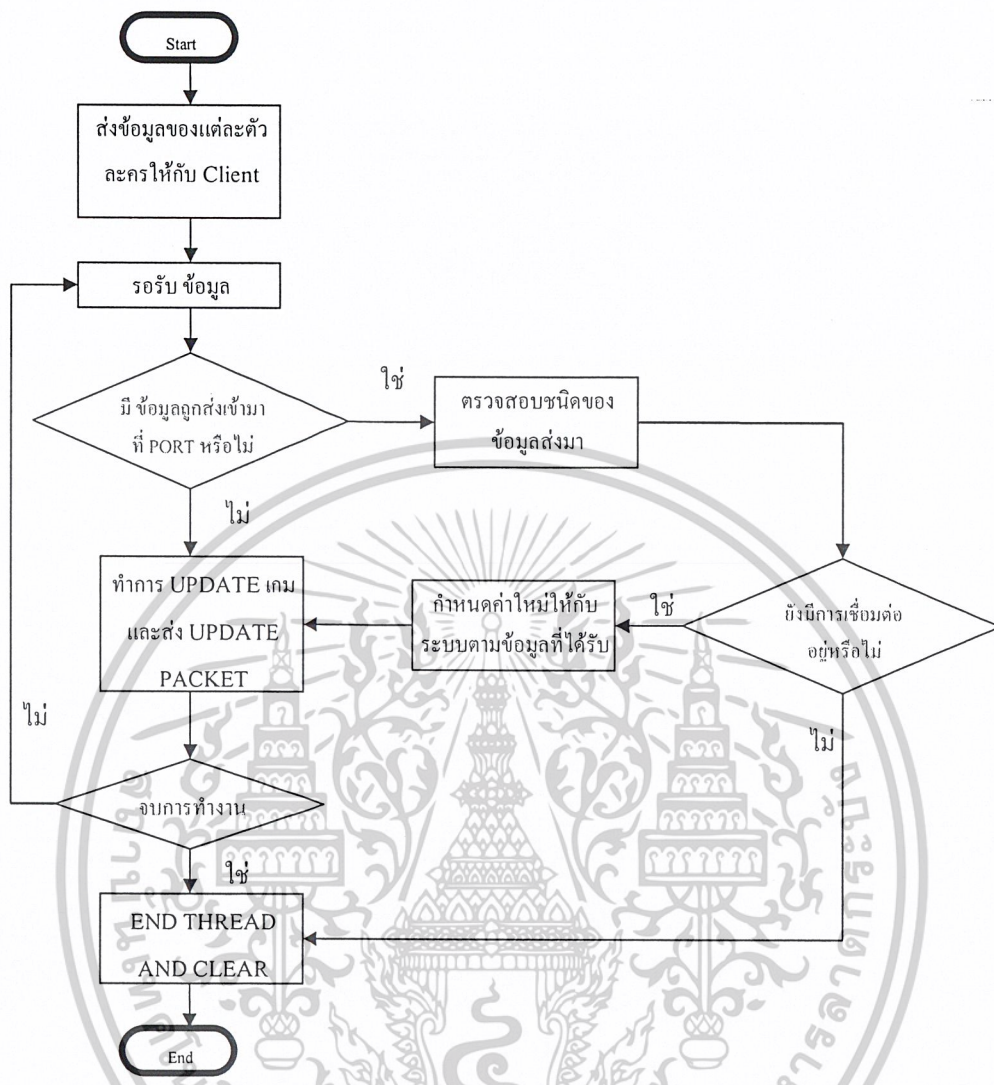 Start
ส่งข้อมูลของแต่ละตัว
ละครให้กับ Client
รอรับ ข้อมูล
มี ข้อมูลถูกส่งเข้ามา
ที่ PORT หรือไม่
ใช่
ตรวจสอบชนิดของ
ข้อมูลส่งมา
ไม่
ทำการ UPDATE เกม
และส่ง UPDATE
PACKET
กำหนดค่าใหม่ให้กับ
ระบบตามข้อมูลที่ได้รับ
ใช่
ยังมีการเชื่อมต่อ
อยู่หรือไม่
ไม่
ไม่
จบการทำงาน
ใช่
END THREAD
AND CLEAR
End